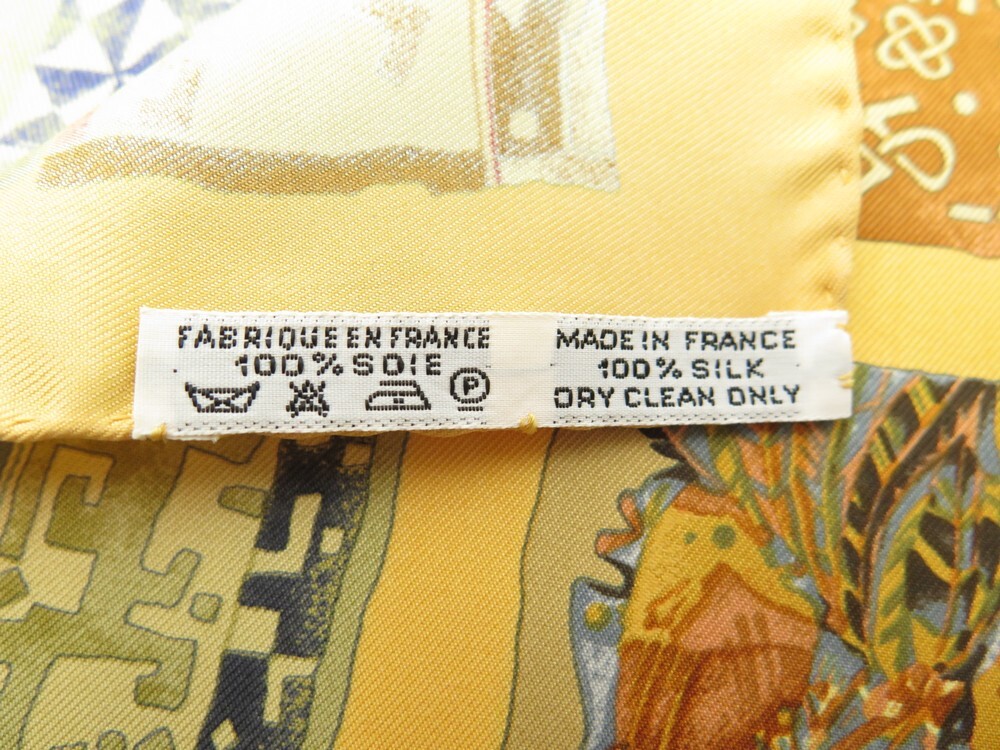 FABRIQUE EN FRANCE
100% SOIE
P
MADE IN FRANCE
100% SILK
DRY CLEAN ONLY